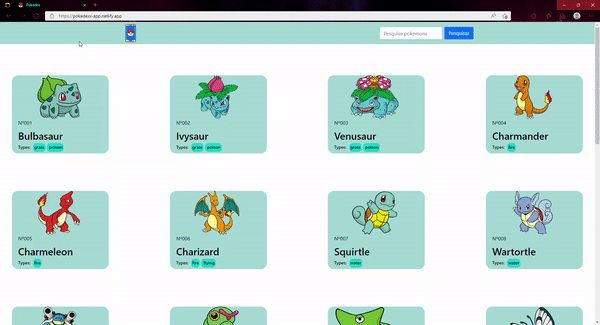 Pokedex
https://pokedexx-app.netlify.app
Pesquise pokemons
Pesquisar
Nº001
Bulbasaur
Types: grass poison
Nº002
Ivysaur
Types: grass poison
Nº003
Venusaur
Types: grass poison
Nº004
Charmander
Types: fire
Nº005
Charmeleon
Types: fire
Nº006
Charizard
Types: fire flying
Nº007
Squirtle
Types: water
Nº008
Wartortle
Types: water